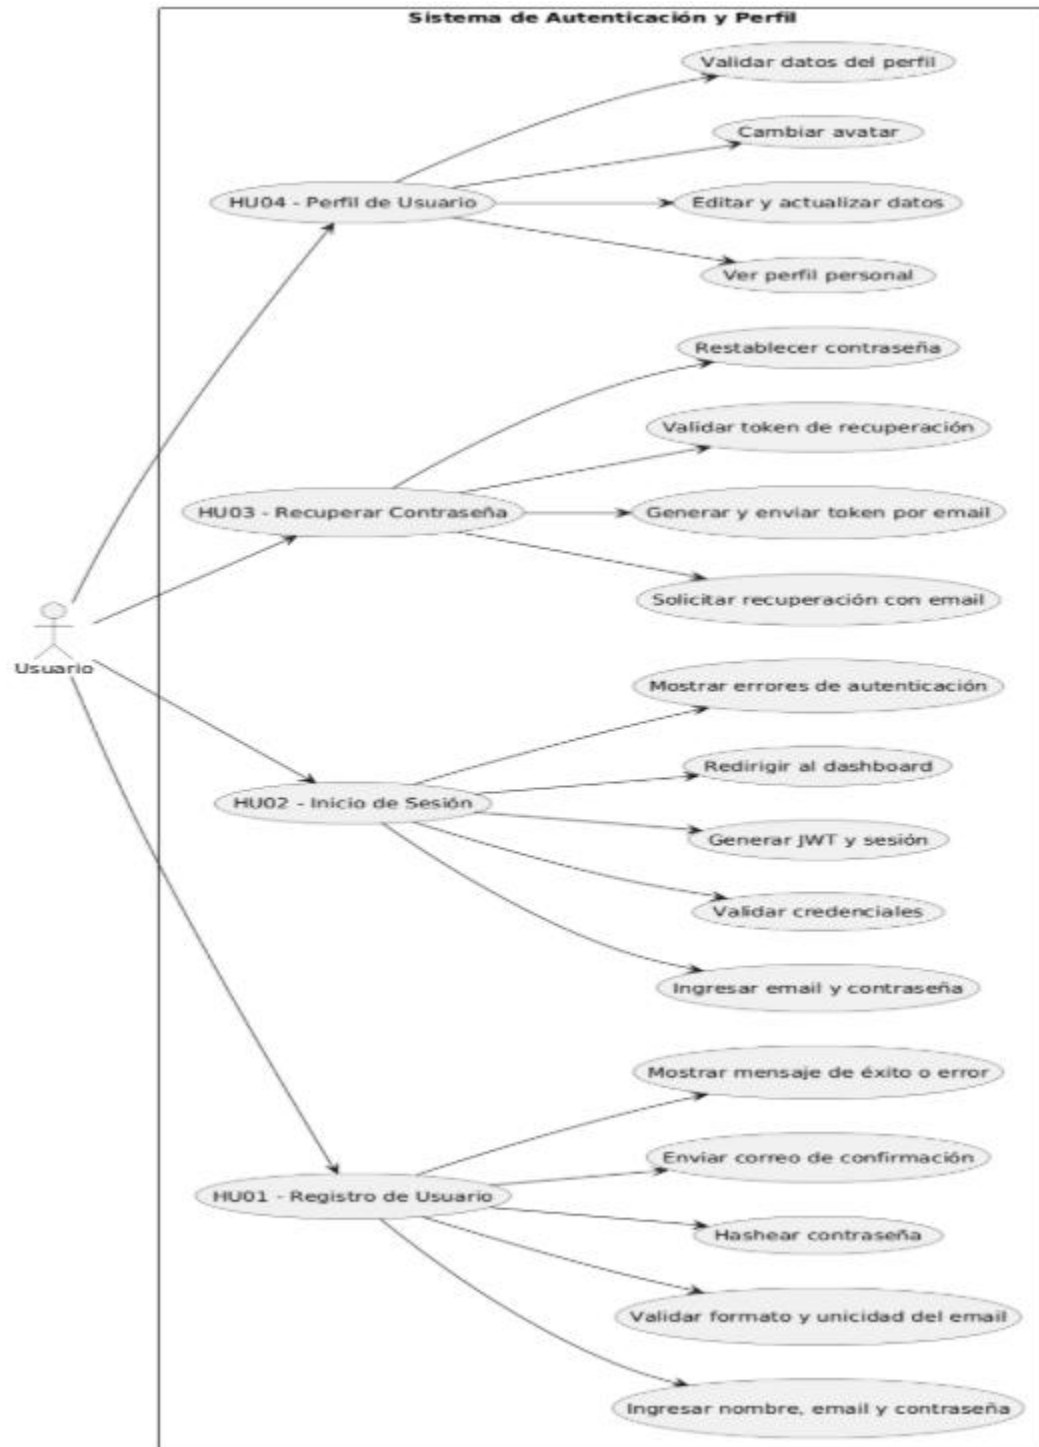 Sistema de Autenticación y Perfil
Validar datos del perfil
Cambiar avatar
HU04 - Perfil de Usuario
Editar y actualizar datos
Ver perfil personal
Restablecer contraseña
Validar token de recuperación
HU03 - Recuperar Contraseña
Generar y enviar token por email
Solicitar recuperación con email
Usuario
Mostrar errores de autenticación
Redirigir al dashboard
HU02 - Inicio de Sesión
Generar JWT y sesión
Validar credenciales
Ingresar email y contraseña
Mostrar mensaje de éxito o error
Enviar correo de confirmación
HU01 - Registro de Usuario
Hashear contraseña
Validar formato y unicidad del email
Ingresar nombre, email y contraseña